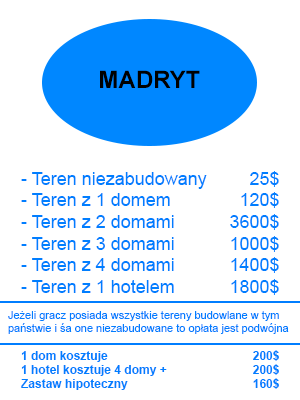 MADRYT
- Teren niezabudowany 25$
- Teren z 1 domem 120$
- Teren z 2 domami 3600$
- Teren z 3 domami 1000$
- Teren z 4 domami 1400$
- Teren z 1 hotelem 1800$
Jeżeli gracz posiada wszystkie tereny budowlane w tym
państwie i śa one niezabudowane to opłata jest podwójna
1 dom kosztuje 200$
1 hotel kosztuje 4 domy + 200$
Zastaw hipoteczny 160$